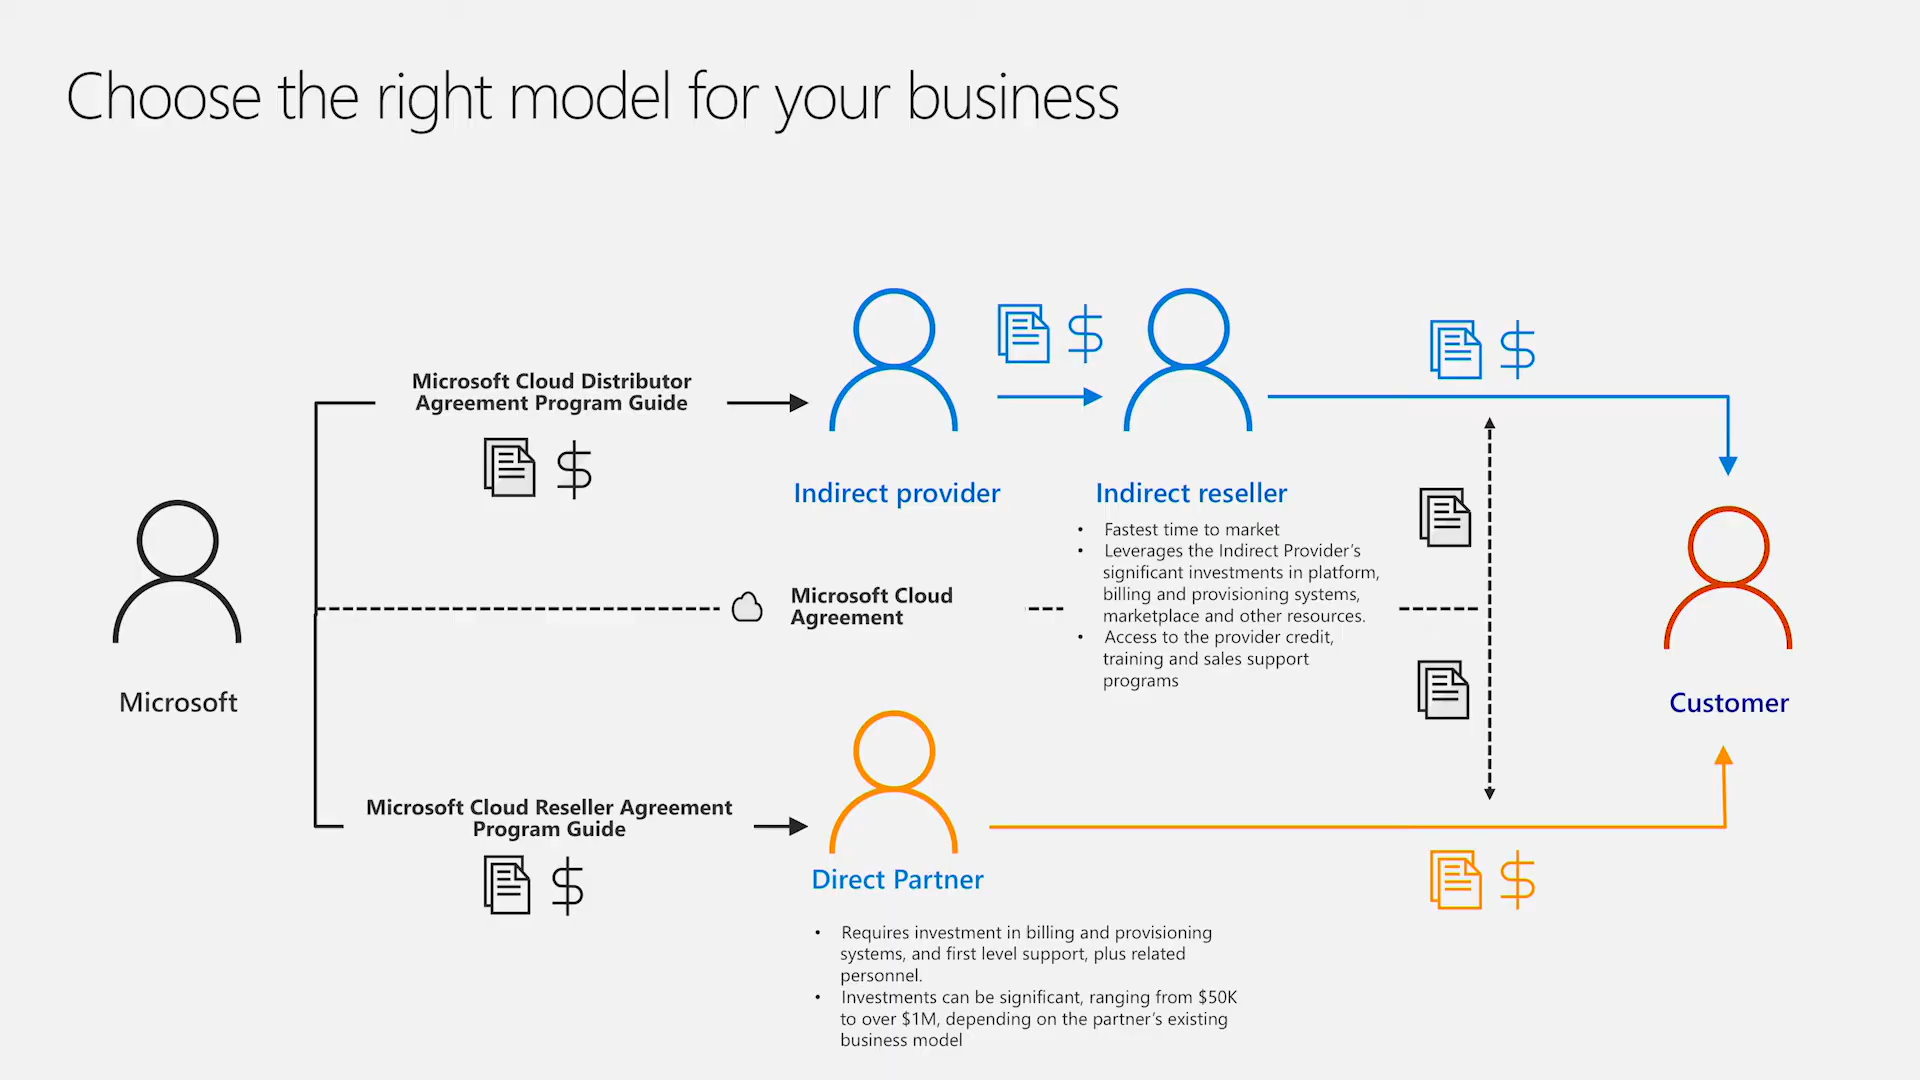 Choose the right model for your business
Microsoft Cloud Distributor
Agreement Program Guide
$
$
$
Indirect provider
Indirect reseller
• Fastest time to market
• Leverages the Indirect Provider's
significant investments in platform,
billing and provisioning systems,
marketplace and other resources.
• Access to the provider credit,
training and sales support
programs
Microsoft Cloud
Agreement
Microsoft
Customer
Microsoft Cloud Reseller Agreement
Program Guide
$
$
Direct Partner
• Requires investment in billing and provisioning
systems, and first level support, plus related
personnel.
• Investments can be significant, ranging from $50K
to over $1M, depending on the partner's existing
business model